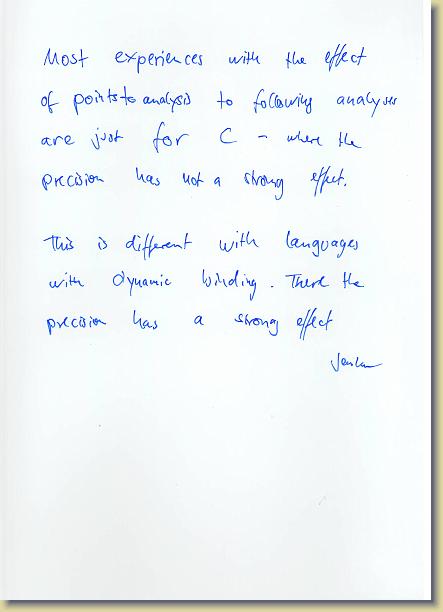 Most experiences with the effect
of points to analysis to following analyses
are just for C – where the
precision has not a strong effect.
This is different with languages
with dynamic binding. There the
precision has a strong effect